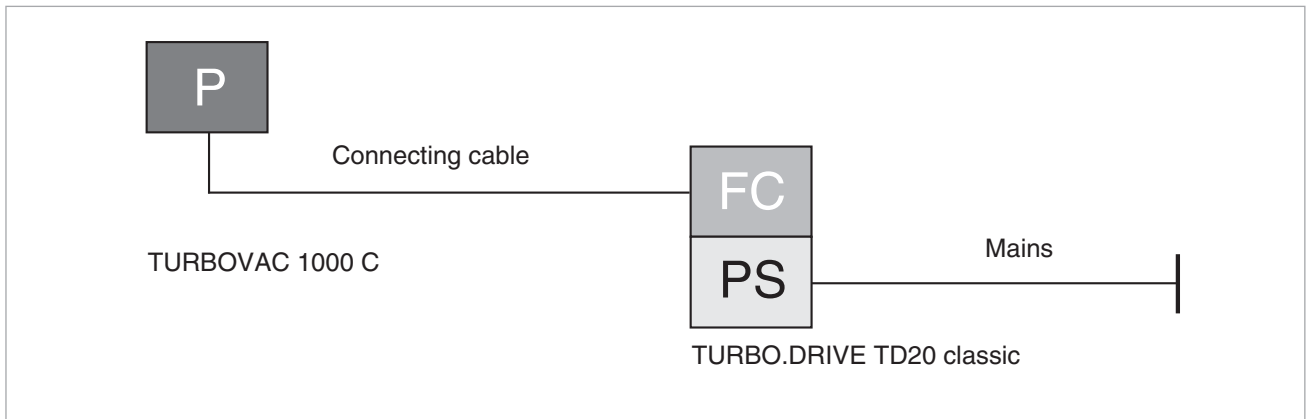 P
Connecting cable
FC
TURBOVAC 1000 C
Mains
PS
TURBO.DRIVE TD20 classic